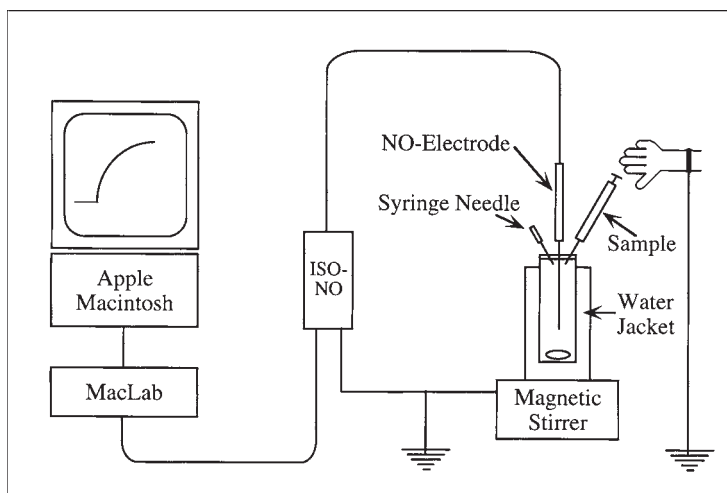 NO-Electrode
Syringe Needle
Sample
ISO-
NO
Apple
Macintosh
Water
Jacket
MacLab
Magnetic
Stirrer